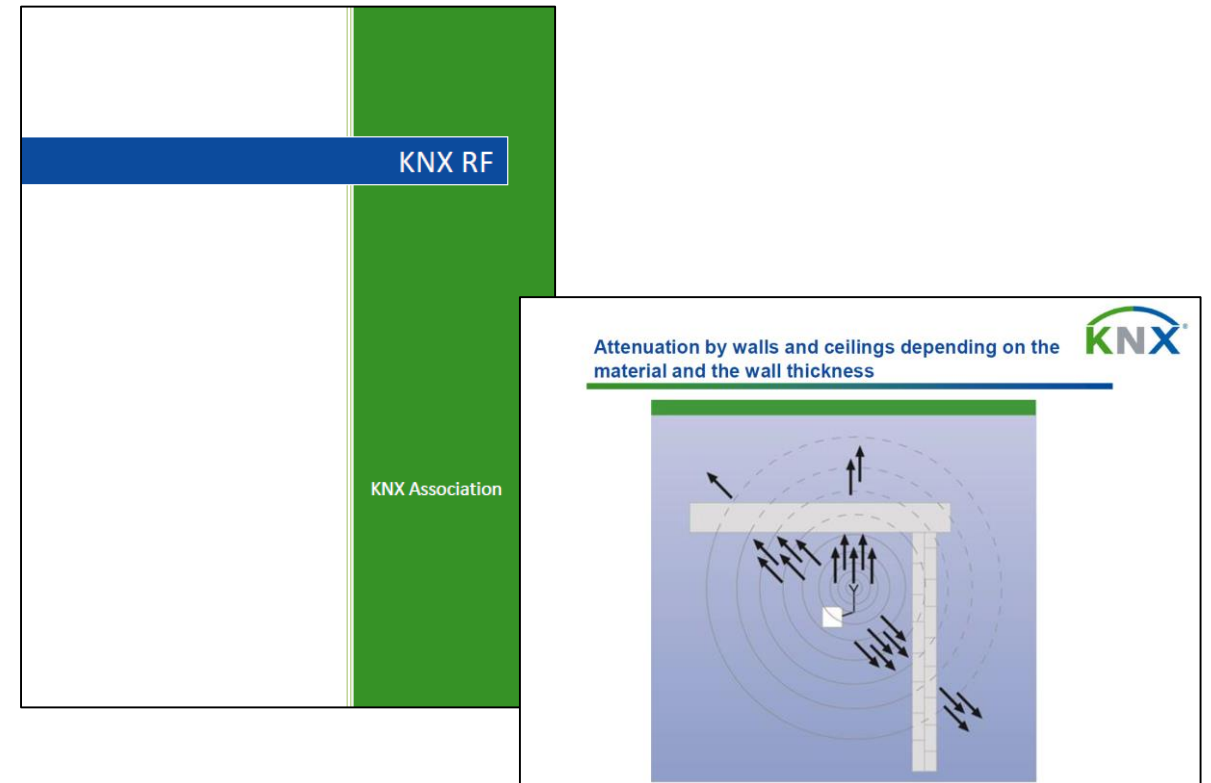 KNX RF
KNX Association
Attenuation by walls and ceilings depending on the
material and the wall thickness
KNX®